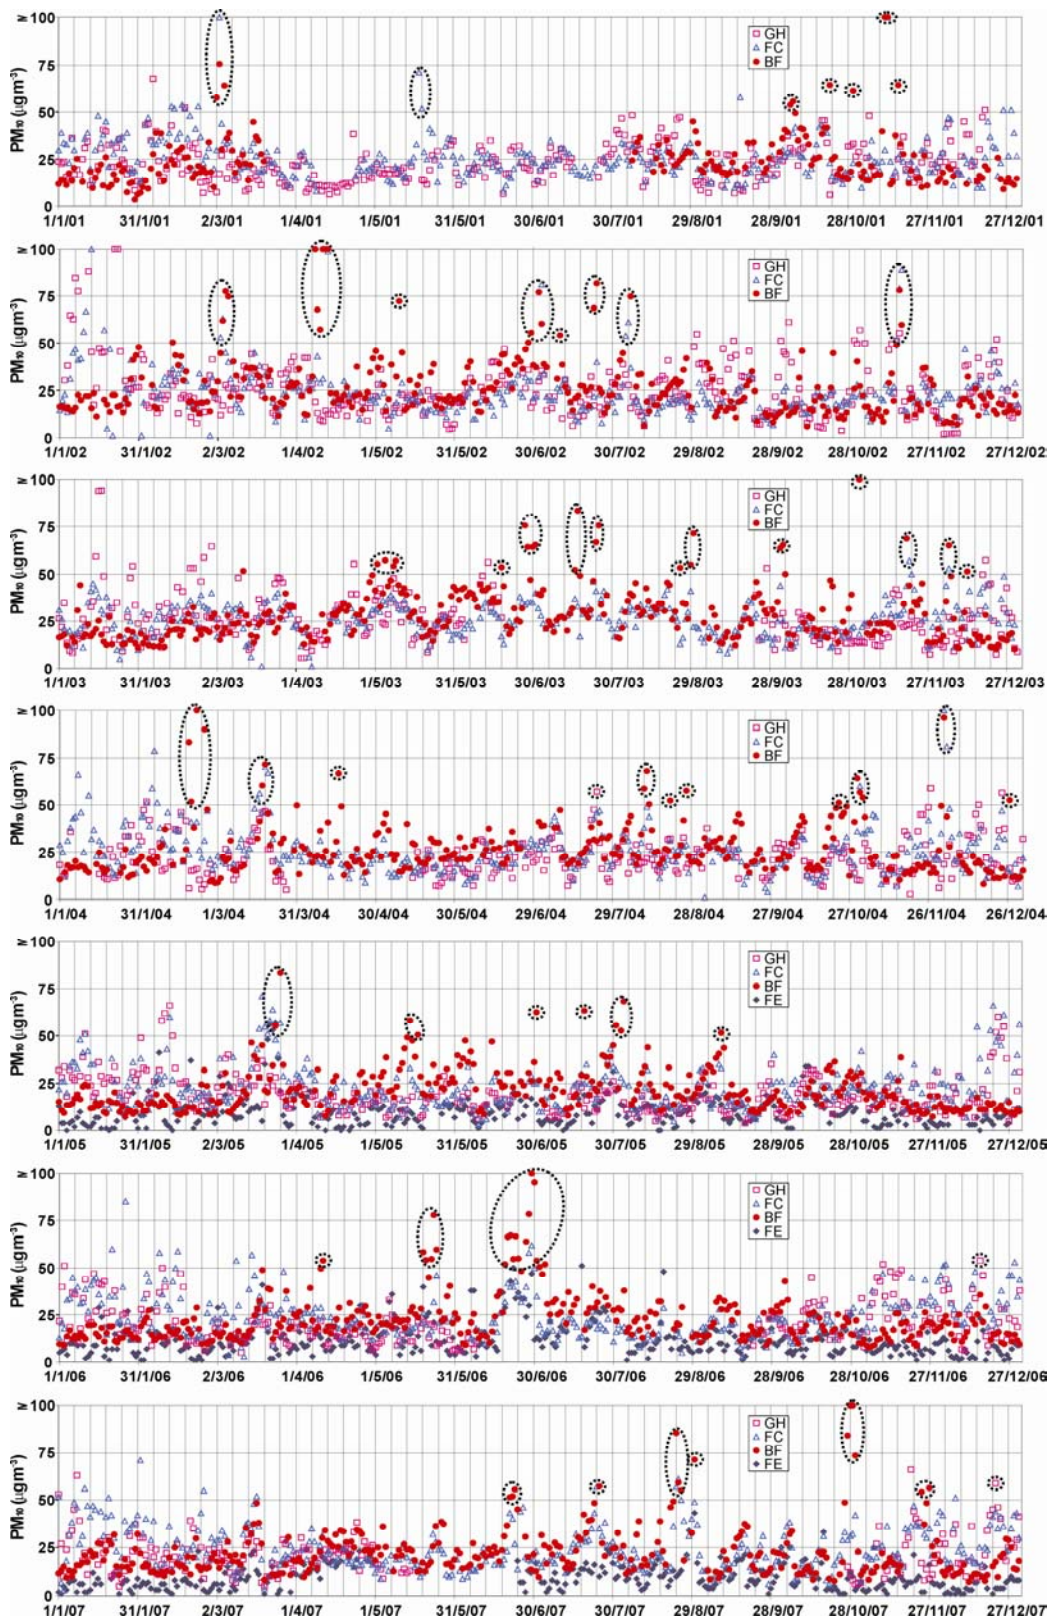 ≥ 100
75
50
25
0
PM₁₀ (μgm⁻³)
GH
FC
BF
1/1/01 31/1/01 2/3/01 1/4/01 1/5/01 31/5/01 30/6/01 30/7/01 29/8/01 28/9/01 28/10/01 27/11/01 27/12/01
≥ 100
75
50
25
0
PM₁₀ (μgm⁻³)
GH
FC
BF
1/1/02 31/1/02 2/3/02 1/4/02 1/5/02 31/5/02 30/6/02 30/7/02 29/8/02 28/9/02 28/10/02 27/11/02 27/12/02
≥ 100
75
50
25
0
PM₁₀ (μgm⁻³)
GH
FC
BF
1/1/03 31/1/03 2/3/03 1/4/03 1/5/03 31/5/03 30/6/03 30/7/03 29/8/03 28/9/03 28/10/03 27/11/03 27/12/03
≥ 100
75
50
25
0
PM₁₀ (μgm⁻³)
GH
FC
BF
1/1/04 31/1/04 1/3/04 31/3/04 30/4/04 30/5/04 29/6/04 29/7/04 28/8/04 27/9/04 27/10/04 26/11/04 26/12/04
≥ 100
75
50
25
0
PM₁₀ (μgm⁻³)
GH
FC
BF
FE
1/1/05 31/1/05 2/3/05 1/4/05 1/5/05 31/5/05 30/6/05 30/7/05 29/8/05 28/9/05 28/10/05 27/11/05 27/12/05
≥ 100
75
50
25
0
PM₁₀ (μgm⁻³)
GH
FC
BF
FE
1/1/06 31/1/06 2/3/06 1/4/06 1/5/06 31/5/06 30/6/06 30/7/06 29/8/06 28/9/06 28/10/06 27/11/06 27/12/06
≥ 100
75
50
25
0
PM₁₀ (μgm⁻³)
GH
FC
BF
FE
1/1/07 31/1/07 2/3/07 1/4/07 1/5/07 31/5/07 30/6/07 30/7/07 29/8/07 28/9/07 28/10/07 27/11/07 27/12/07